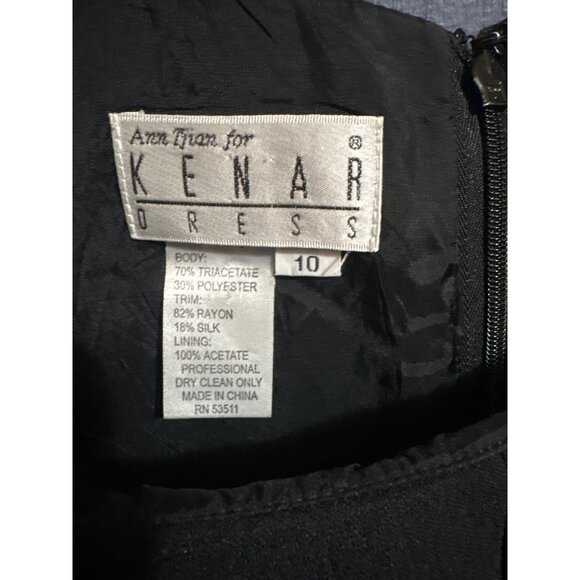 Ann Tjian for ®
KENAR
DRESS
10
BODY:
70% TRIACETATE
30% POLYESTER
TRIM:
82% RAYON
18% SILK
LINING:
100% ACETATE
PROFESSIONAL
DRY CLEAN ONLY
MADE IN CHINA
RN 53511